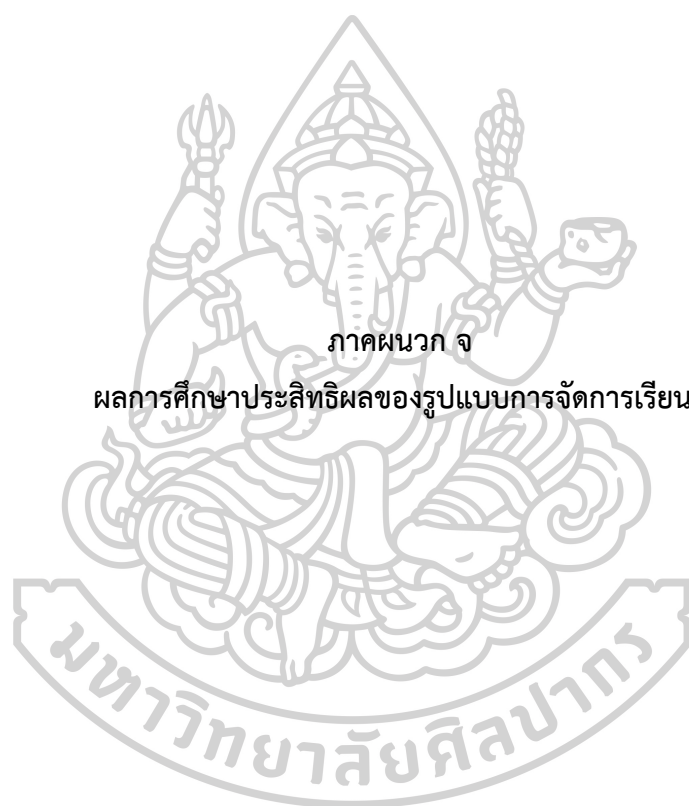 ภาคผนวก จ
ผลการศึกษาประสิทธิผลของรูปแบบการจัดการเรียน
มหาวิทยาลัยศิลปากร